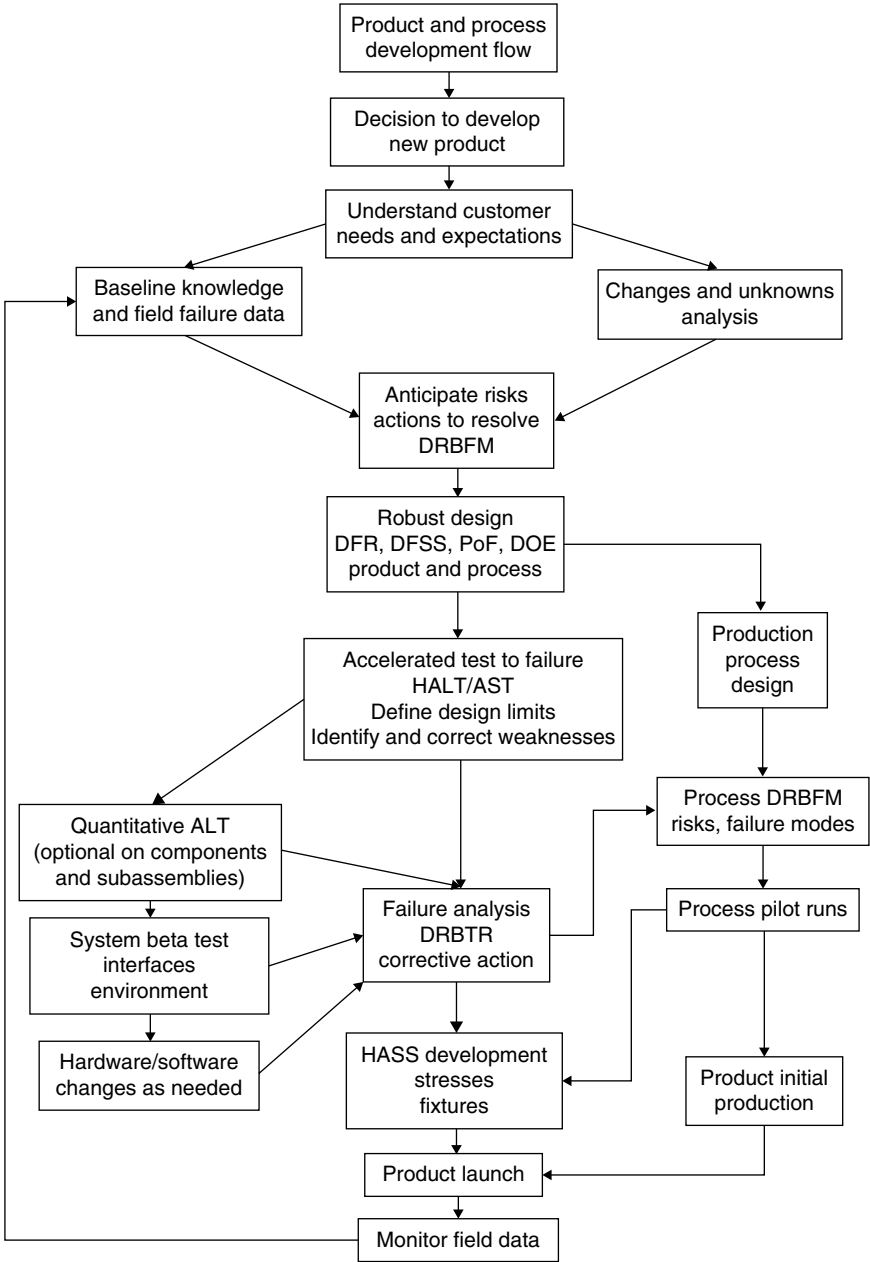 Product and process
development flow
Decision to develop
new product
Understand customer
needs and expectations
Baseline knowledge
and field failure data
Changes and unknowns
analysis
Anticipate risks
actions to resolve
DRBFM
Robust design
DFR, DFSS, PoF, DOE
product and process
Production
process
design
Accelerated test to failure
HALT/AST
Define design limits
Identify and correct weaknesses
Quantitative ALT
(optional on components
and subassemblies)
Process DRBFM
risks, failure modes
Failure analysis
DRBTR
corrective action
Process pilot runs
System beta test
interfaces
environment
Hardware/software
changes as needed
HASS development
stresses
fixtures
Product initial
production
Product launch
Monitor field data